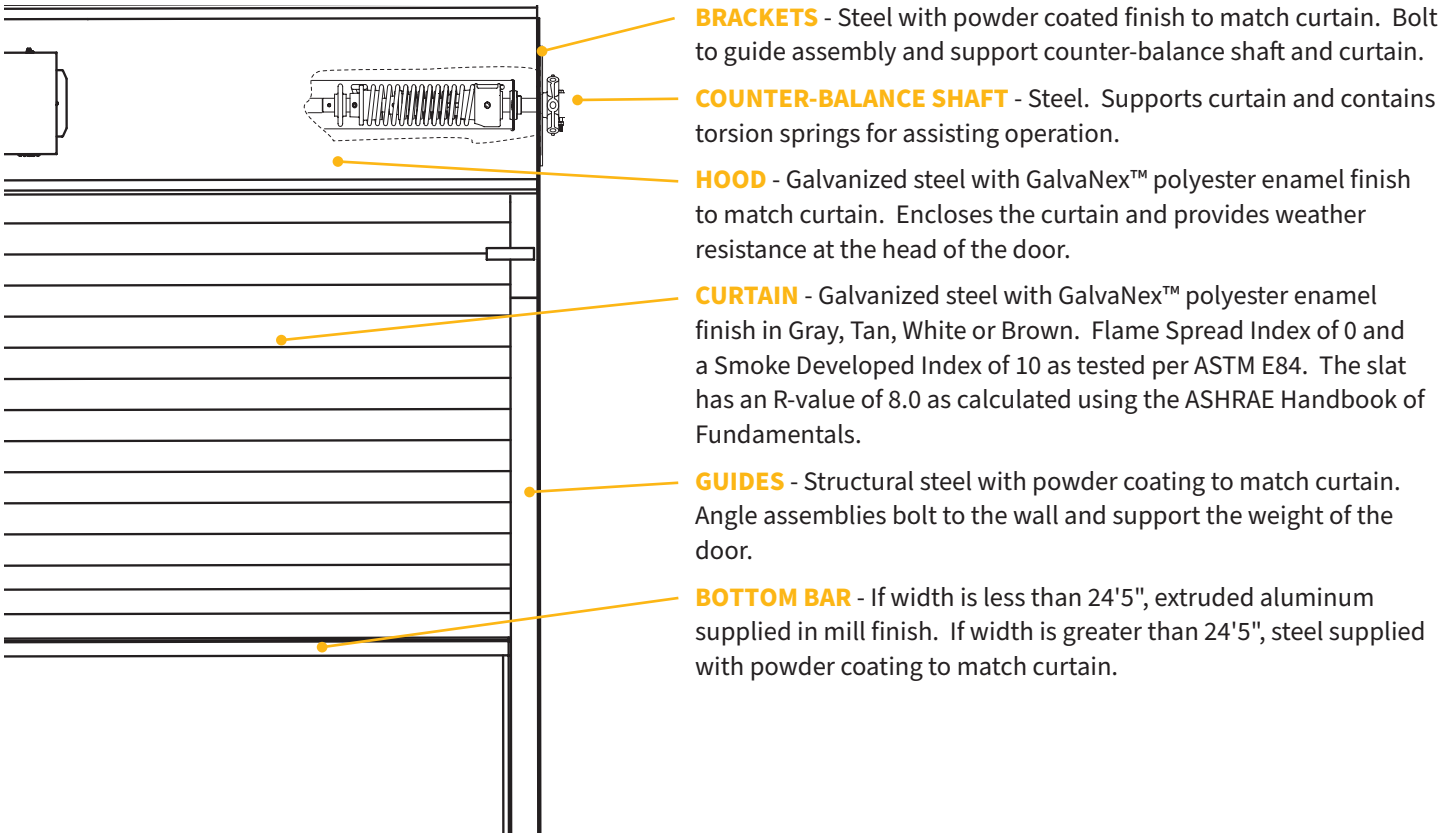 BRACKETS - Steel with powder coated finish to match curtain. Bolt
to guide assembly and support counter-balance shaft and curtain.
COUNTER-BALANCE SHAFT - Steel. Supports curtain and contains
torsion springs for assisting operation.
HOOD - Galvanized steel with GalvaNex™ polyester enamel finish
to match curtain. Encloses the curtain and provides weather
resistance at the head of the door.
CURTAIN - Galvanized steel with GalvaNex™ polyester enamel
finish in Gray, Tan, White or Brown. Flame Spread Index of 0 and
a Smoke Developed Index of 10 as tested per ASTM E84. The slat
has an R-value of 8.0 as calculated using the ASHRAE Handbook of
Fundamentals.
GUIDES - Structural steel with powder coating to match curtain.
Angle assemblies bolt to the wall and support the weight of the
door.
BOTTOM BAR - If width is less than 24'5", extruded aluminum
supplied in mill finish. If width is greater than 24'5", steel supplied
with powder coating to match curtain.